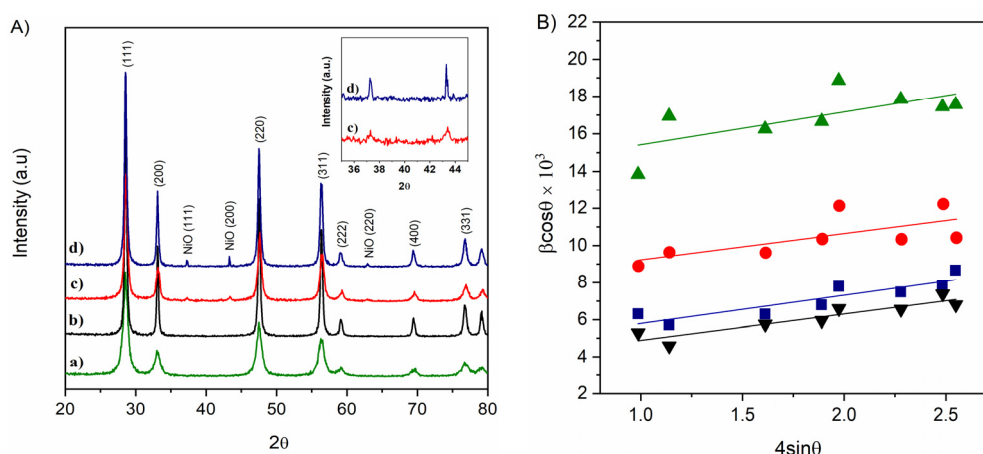 A)
Intensity (a.u)
(111)
(200)
NiO (111)
NiO (200)
(220)
(311)
(222)
NiO (220)
(400)
(331)
d)
c)
b)
a)
20 30 40 50 60 70 80
2θ
Intensity (a.u.)
d)
c)
36 38 40 42 44
2θ
B)
βcosθ × 10³
22
20
18
16
14
12
10
8
6
4
2
1.0 1.5 2.0 2.5
4sinθ